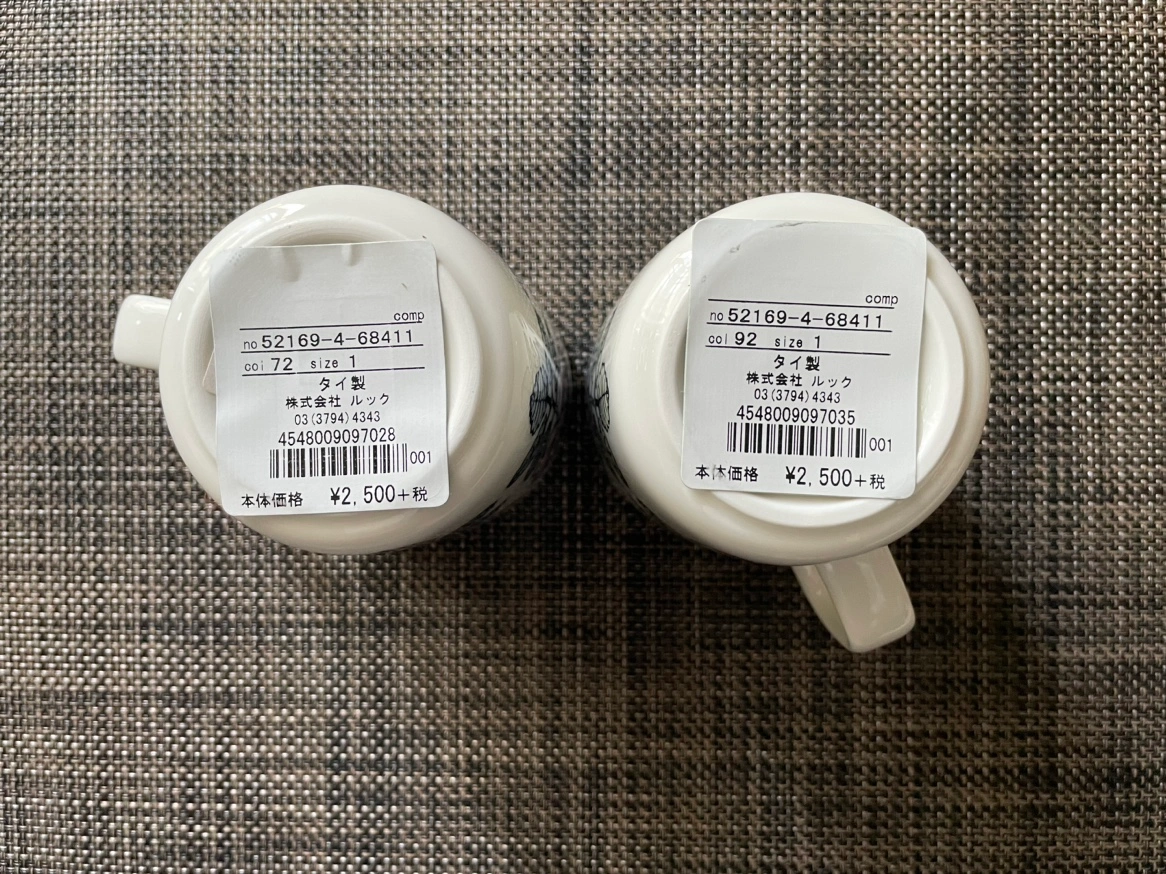 comp
no 52169-4-68411
col 72 size 1
タイ製
株式会社 ルック
03(3794)4343
4548009097028
001
本体価格 ¥2,500+税
comp
no 52169-4-68411
col 92 size 1
タイ製
株式会社 ルック
03(3794)4343
4548009097035
001
本体価格 ¥2,500+税